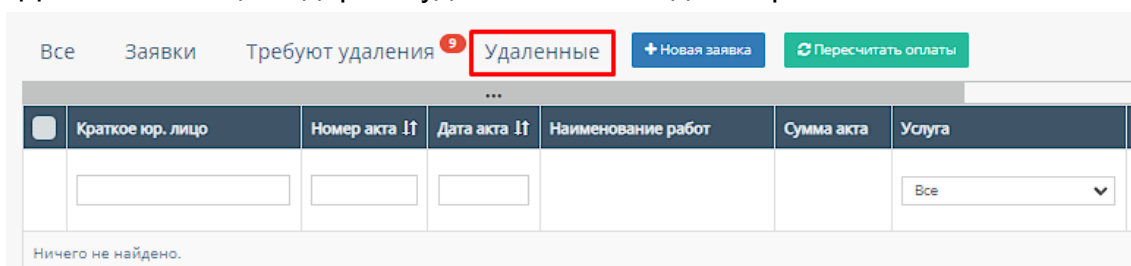 Все Заявки Требуют удаления 9 Удаленные + Новая заявка Пересчитать оплаты
...
Краткое юр. лицо Номер акта Дата акта Наименование работ Сумма акта Услуга
Все
Ничего не найдено.